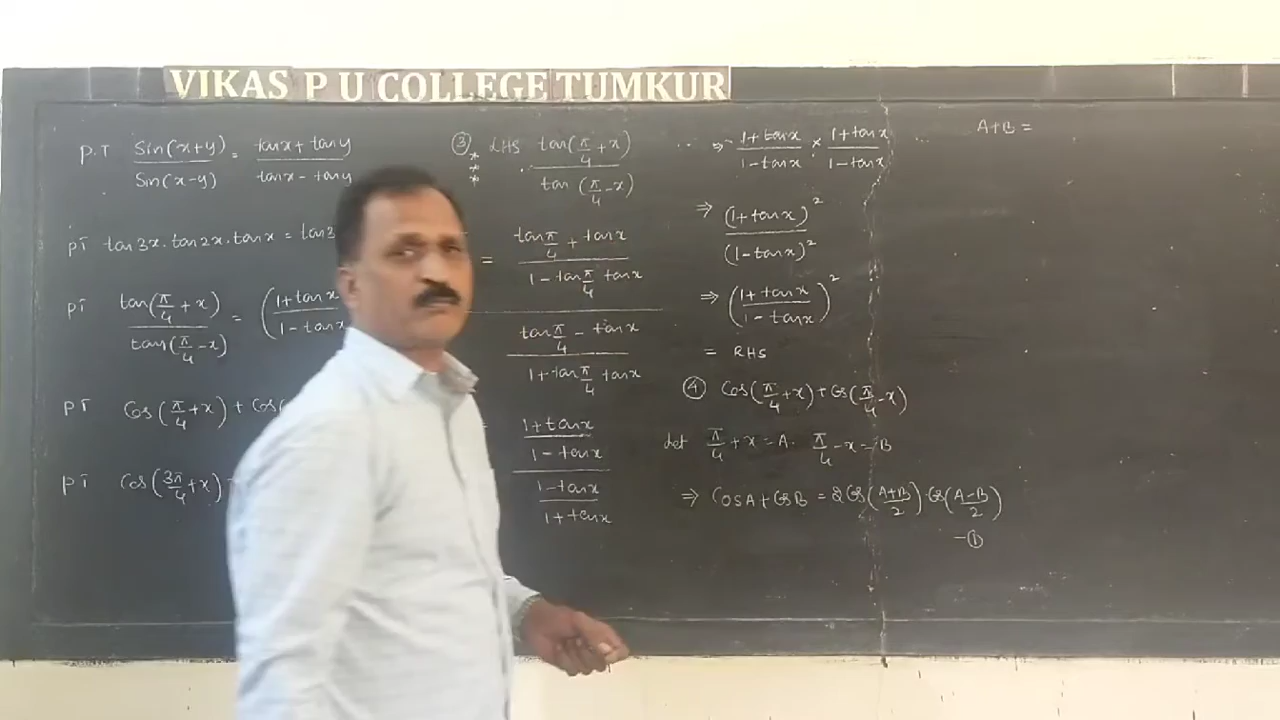 VIKAS P U COLLEGE TUMKUR
P.T Sin(x+y) / Sin(x-y) = tanx + tany / tanx - tany
PT tan3x.tan2x.tanx = tan3
PT tan(π/4 + x) / tan(π/4 - x) = (1+tanx / 1-tanx
PT Cos(π/4 + x) + Cos
PT Cos(3π/4 + x) -
③ LHS tan(π/4 + x) / tan(π/4 - x)
***
= tanπ/4 + tanx / 1 - tanπ/4 tanx
tanπ/4 - tanx / 1 + tanπ/4 tanx
= 1+tanx / 1-tanx
1-tanx / 1+tanx
⇒ 1+tanx / 1-tanx × 1+tanx / 1-tanx
⇒ (1+tanx)² / (1-tanx)²
⇒ (1+tanx / 1-tanx)²
= RHS
④ Cos(π/4 + x) + Cos(π/4 - x)
let π/4 + x = A. π/4 - x = B
⇒ CosA + CosB = 2Cos(A+B/2).Cos(A-B/2)
-①
A+B =